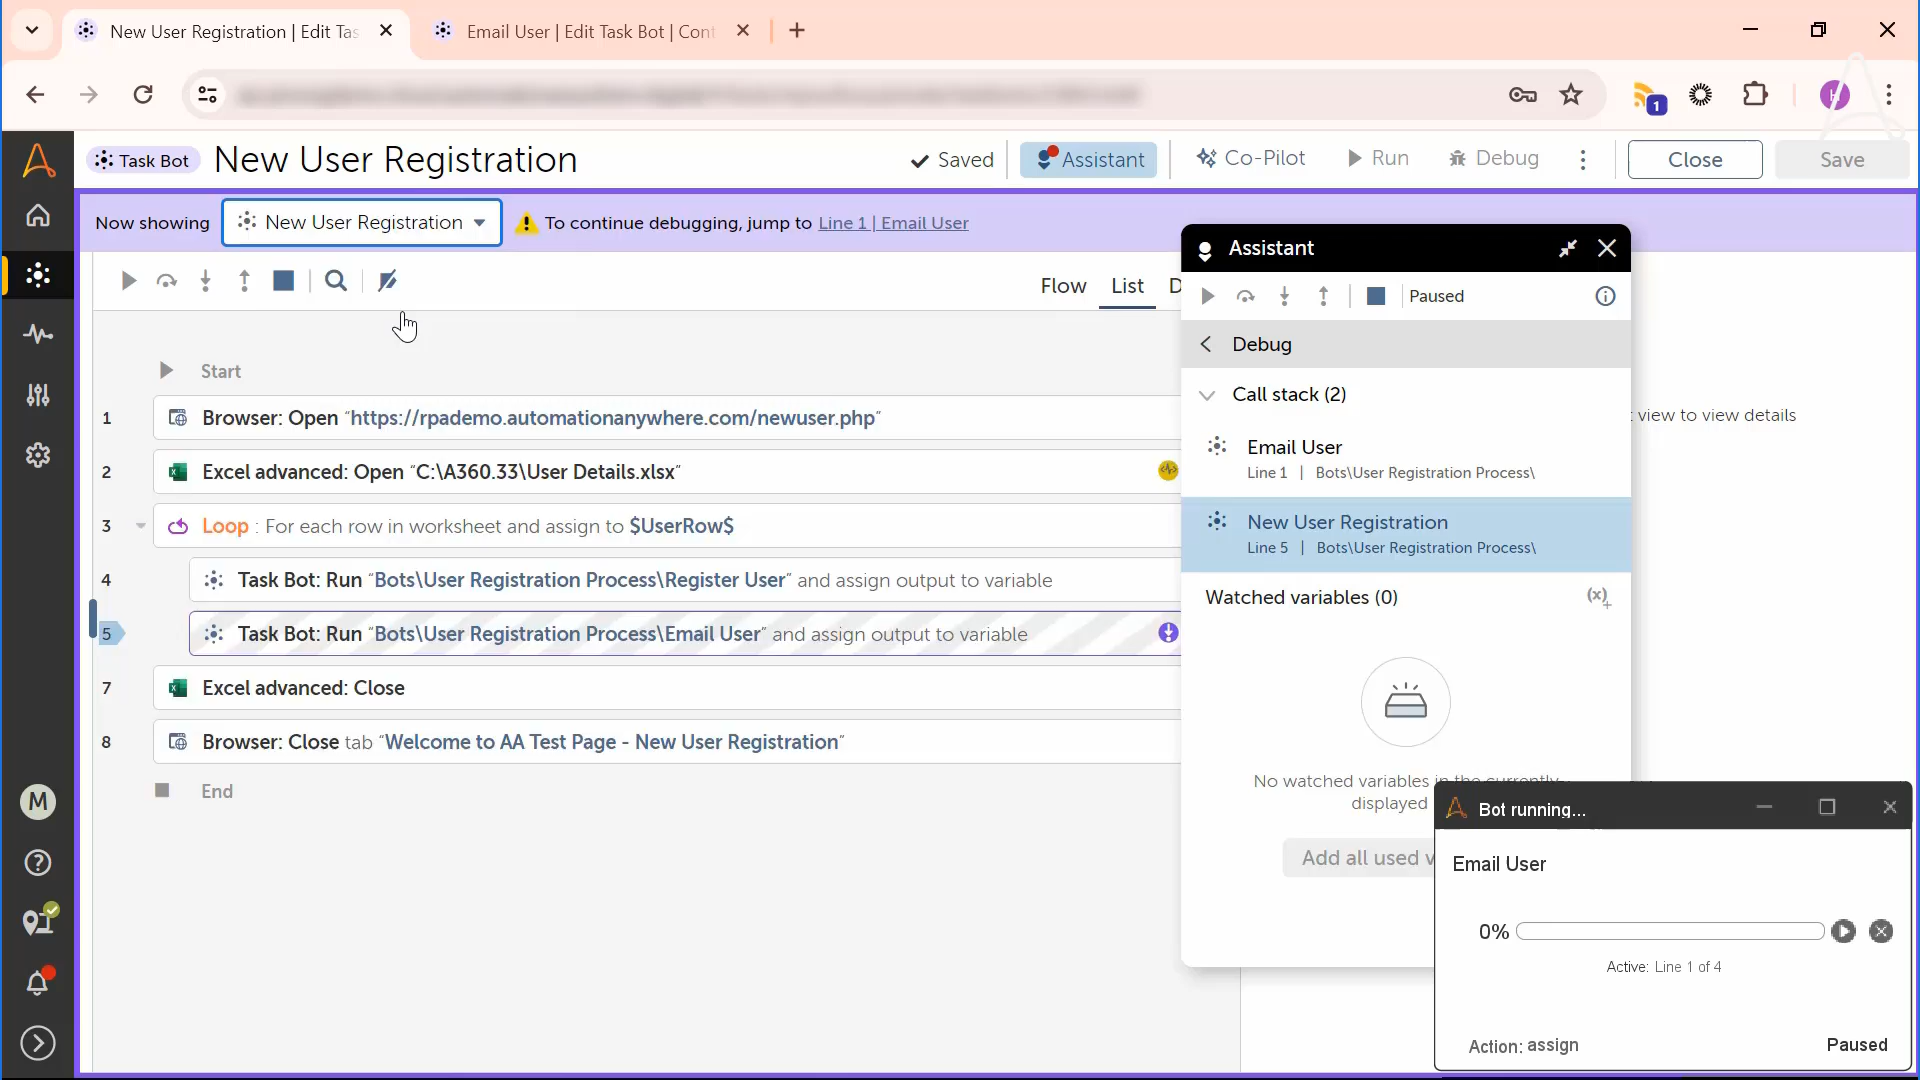 New User Registration | Edit Tas
Email User | Edit Task Bot | Cont
1
H
Task Bot
New User Registration
Saved
Assistant
Co-Pilot
Run
Debug
Close
Save
Now showing
New User Registration
To continue debugging, jump to Line 1 | Email User
Flow
List
D
Start
1 Browser: Open “https://rpademo.automationanywhere.com/newuser.php”
2 Excel advanced: Open “C:\A360.33\User Details.xlsx”
3 Loop : For each row in worksheet and assign to $UserRow$
4 Task Bot: Run “Bots\User Registration Process\Register User” and assign output to variable
5 Task Bot: Run “Bots\User Registration Process\Email User” and assign output to variable
7 Excel advanced: Close
8 Browser: Close tab “Welcome to AA Test Page - New User Registration”
End
M
Assistant
Paused
Debug
Call stack (2)
Email User
Line 1 | Bots\User Registration Process\
New User Registration
Line 5 | Bots\User Registration Process\
Watched variables (0)
(x)+
No watched variables in the currently
displayed
Add all used v
view to view details
Bot running...
Email User
0%
Active: Line 1 of 4
Action: assign
Paused